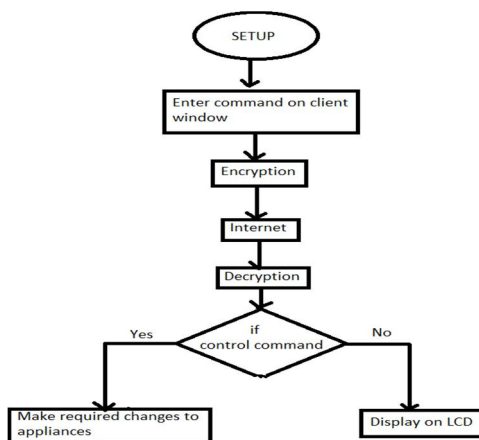 SETUP
Enter command on client
window
Encryption
Internet
Decryption
if
control command
Yes
No
Make required changes to
appliances
Display on LCD